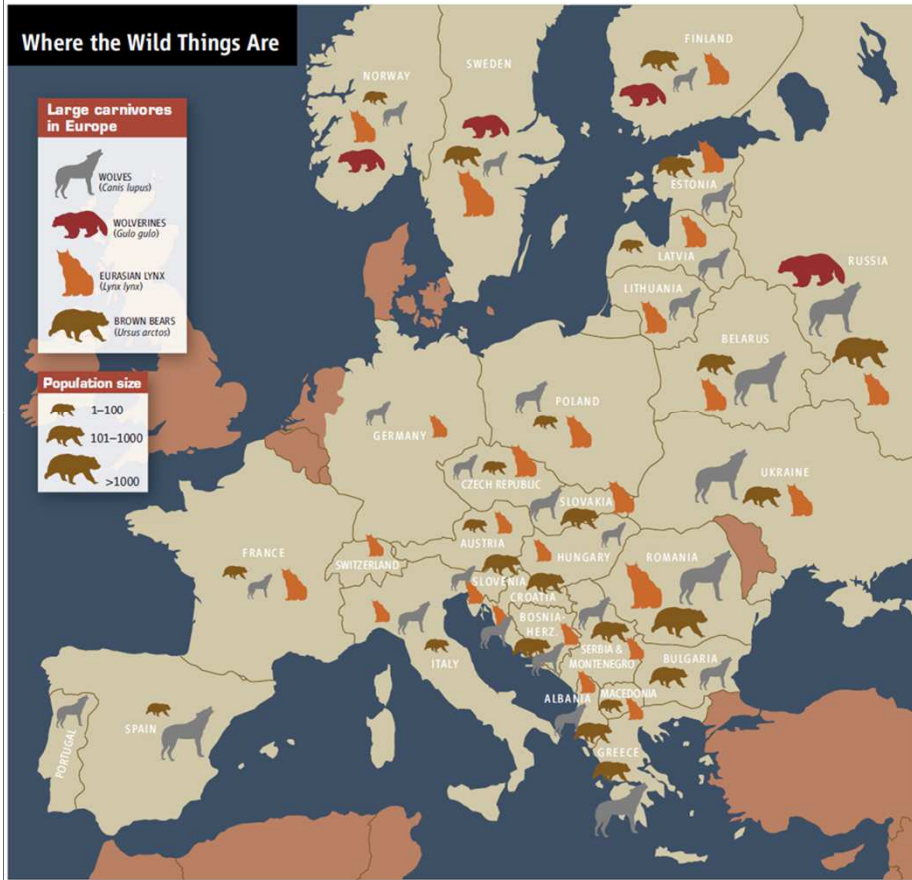 Where the Wild Things Are
Large carnivores
in Europe
WOLVES
(Canis lupus)
WOLVERINES
(Gulo gulo)
EURASIAN LYNX
(Lynx lynx)
BROWN BEARS
(Ursus arctos)
Population size
1–100
101–1000
>1000
FINLAND
SWEDEN
NORWAY
ESTONIA
LATVIA
RUSSIA
LITHUANIA
BELARUS
POLAND
GERMANY
UKRAINE
CZECH REPUBLIC
SLOVAKIA
AUSTRIA
FRANCE
HUNGARY
ROMANIA
SWITZERLAND
SLOVENIA
CROATIA
BOSNIA-
HERZ.
SERBIA &
MONTENEGRO
ITALY
BULGARIA
ALBANIA
MACEDONIA
SPAIN
PORTUGAL
GREECE